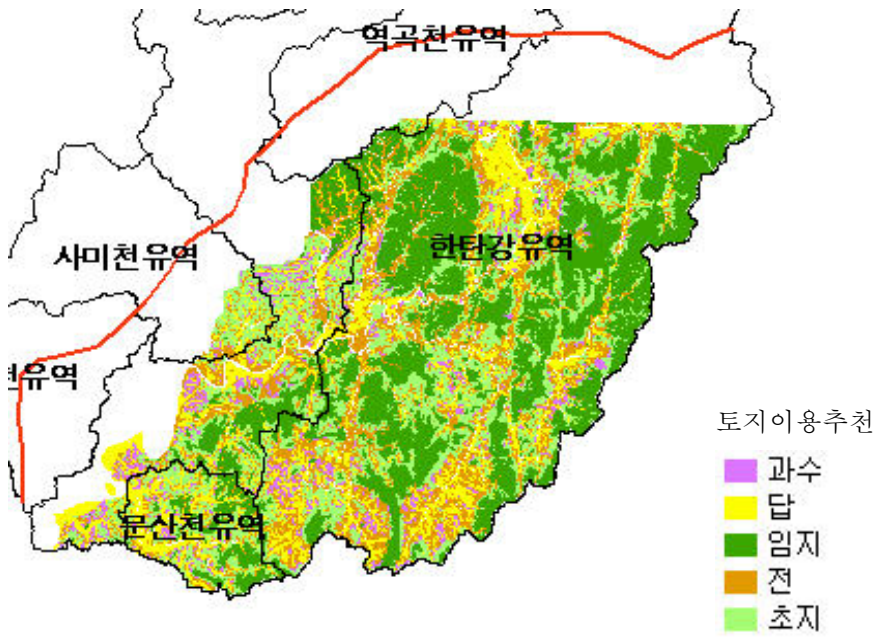 역곡천유역
사미천유역
한탄강유역
천유역
문산천유역
토지이용추천
과수
답
임지
전
초지